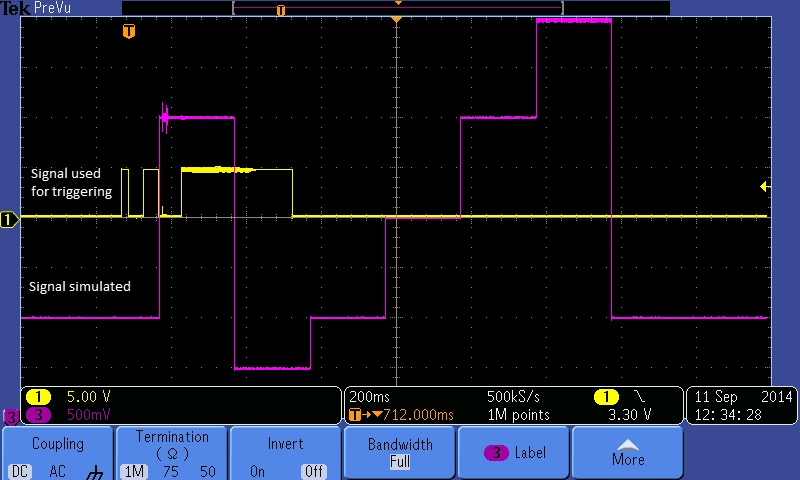 Tek PreVu
T
T
Signal used
for triggering
1
Signal simulated
1 5.00 V
3 500mV
3
200ms 500kS/s
T→▼712.000ms 1M points
1 \ 3.30 V
11 Sep 2014
12:34:28
Coupling
DC AC
Termination
(Ω)
1M 75 50
Invert
On Off
Bandwidth
Full
3 Label
More